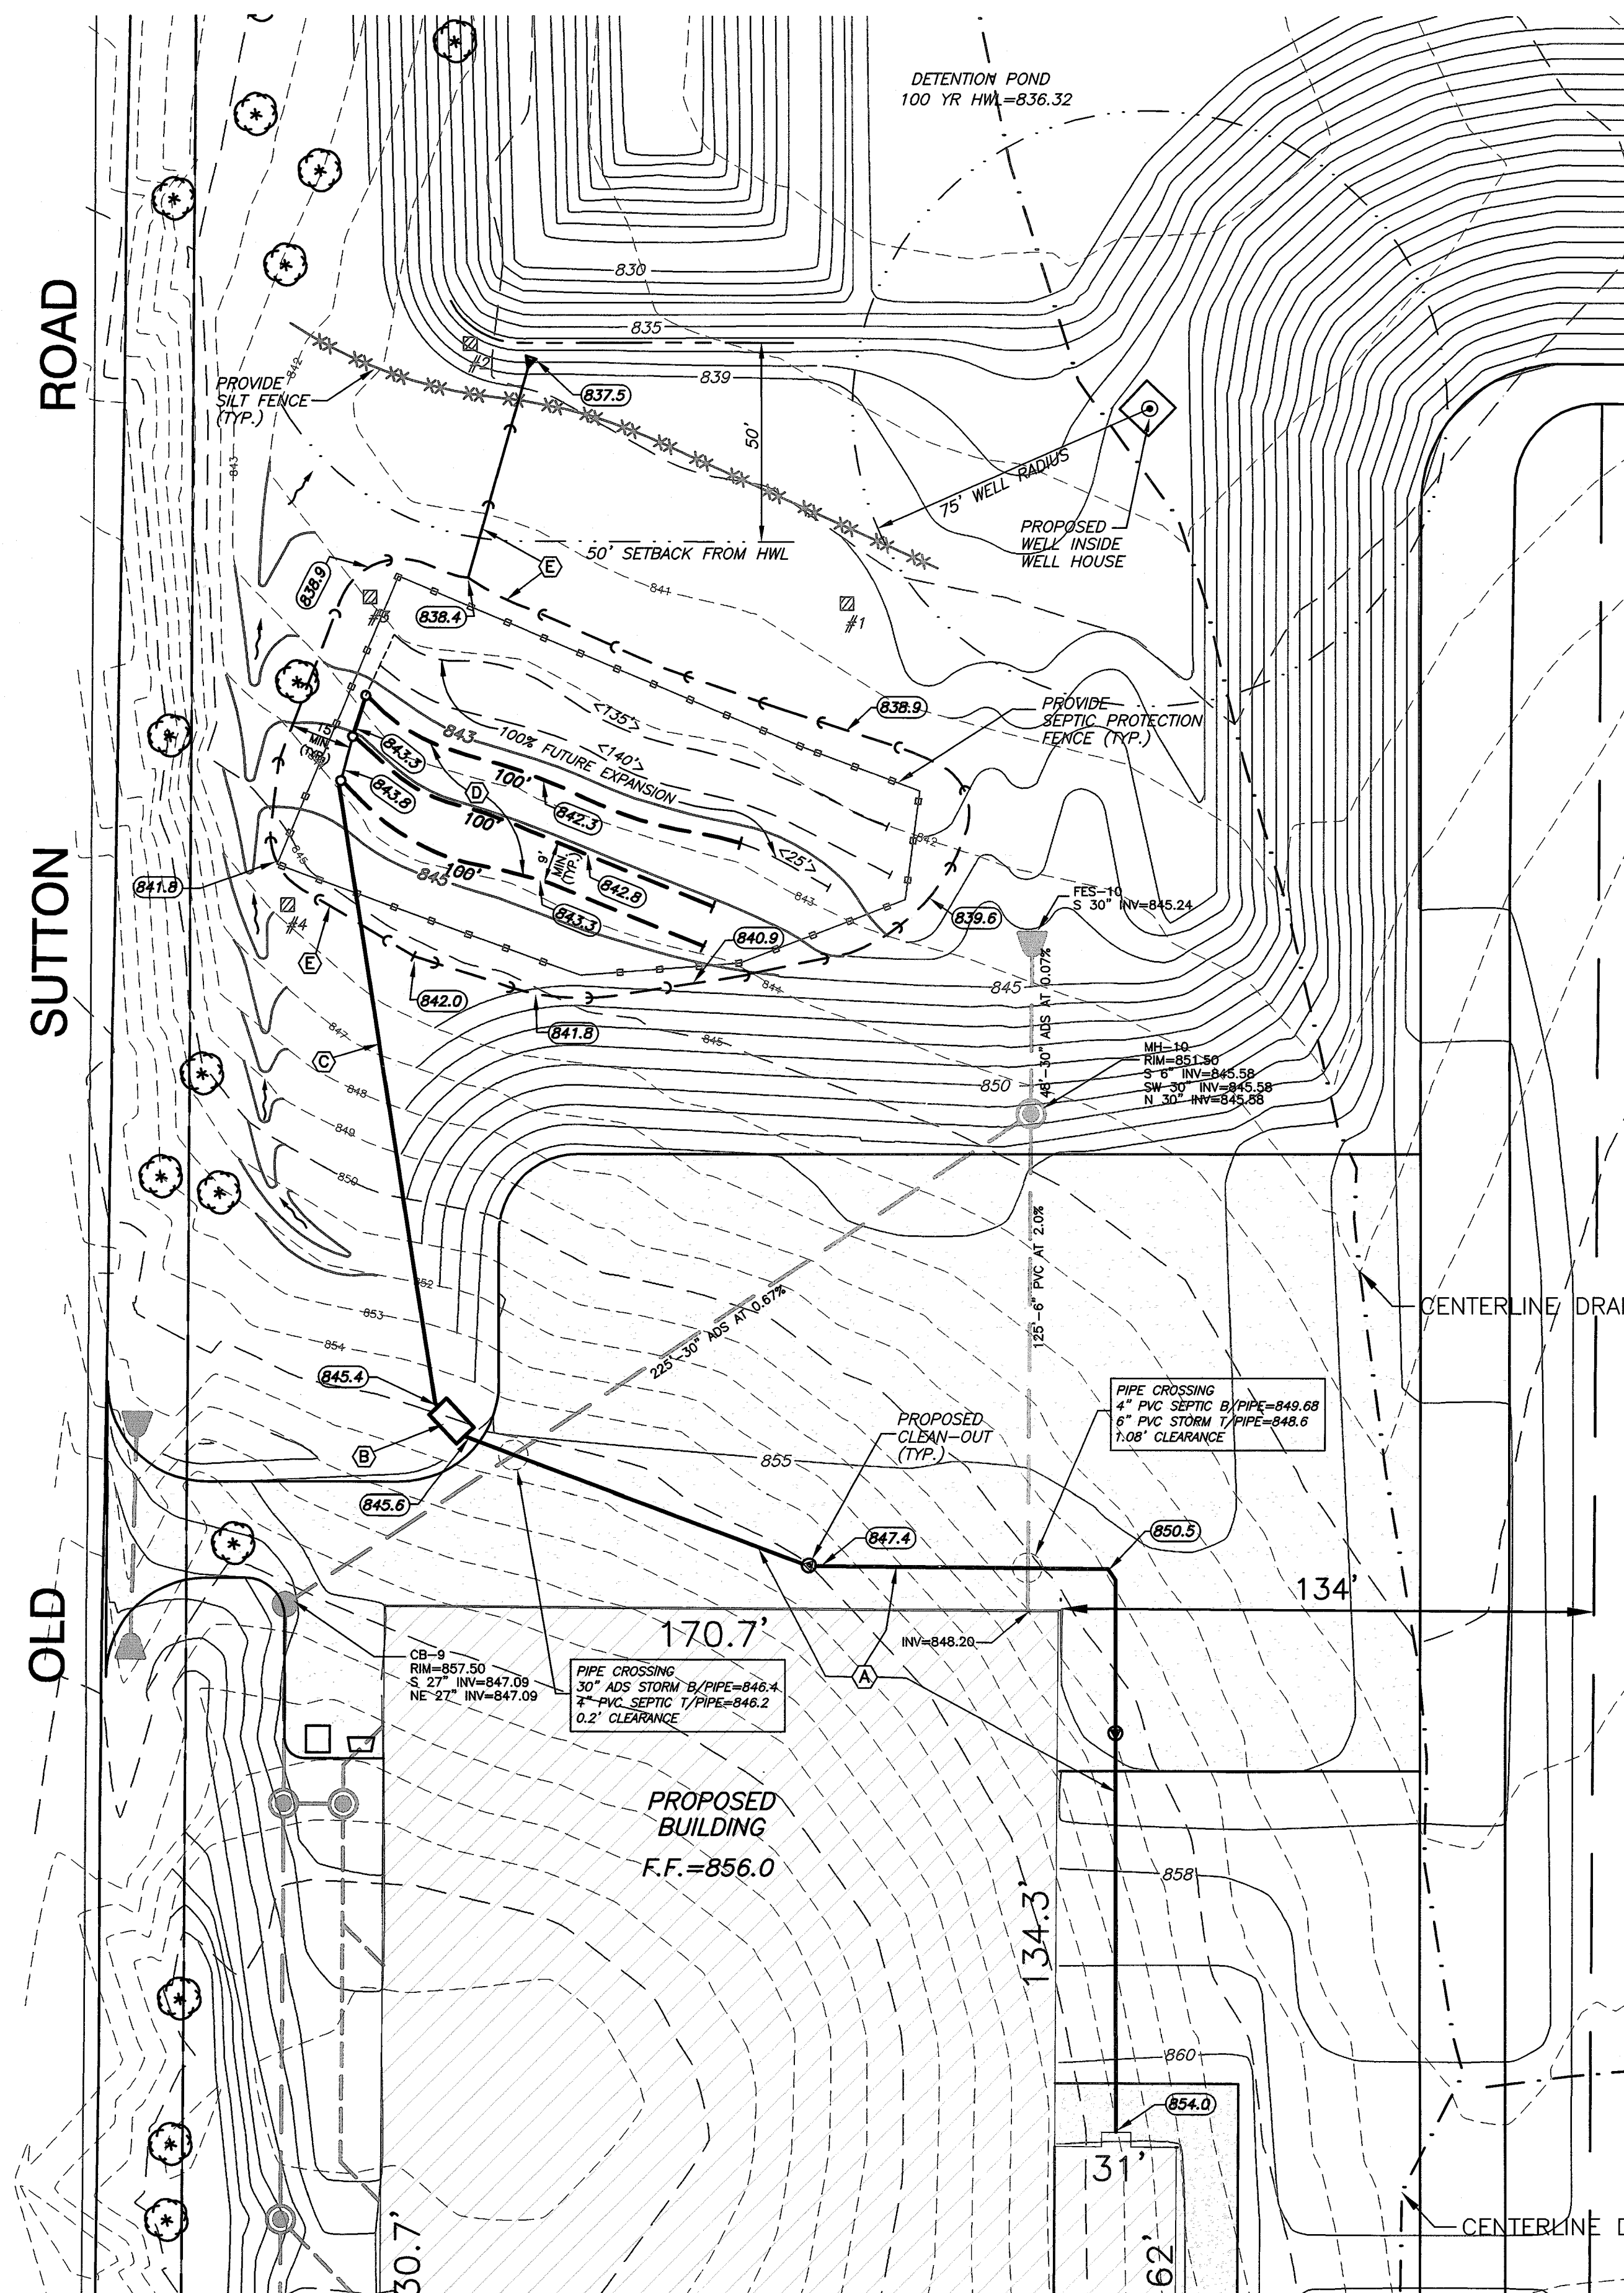 DETENTION POND
100 YR HWL=836.32
830
835
839
ROAD
842
#2
837.5
PROVIDE
SILT FENCE
(TYP.)
50'
843
75' WELL RADIUS
PROPOSED
WELL INSIDE
WELL HOUSE
50' SETBACK FROM HWL
E
838.9
841
#3
838.4
#1
<135'>
838.9
PROVIDE
SEPTIC PROTECTION
FENCE (TYP.)
15'
MIN.
(TYP.)
843.3
843
100% FUTURE EXPANSION
<140'>
100'
843.8
D
842.3
100'
842
<25'>
9'
MIN.
(TYP.)
845
100'
845
841.8
842.8
843
843.3
839.6
FES-10
S 30" INV=845.24
SUTTON
#4
840.9
E
842.0
844
845
841.8
48'-30" ADS AT 0.07%
847
845
C
MH-10
RIM=851.50
S 6" INV=845.58
SW 30" INV=845.58
N 30" INV=845.58
850
848
849
850
125'-6" PVC AT 2.0%
852
853
854
225'-30" ADS AT 0.67%
CENTERLINE DRA
845.4
PIPE CROSSING
4" PVC SEPTIC B/PIPE=849.68
6" PVC STORM T/PIPE=848.6
1.08' CLEARANCE
PROPOSED
CLEAN-OUT
(TYP.)
B
855
845.6
847.4
850.5
OLD
134'
170.7'
INV=848.20
CB-9
RIM=857.50
S 27" INV=847.09
NE 27" INV=847.09
PIPE CROSSING
30" ADS STORM B/PIPE=846.4
4" PVC SEPTIC T/PIPE=846.2
0.2' CLEARANCE
A
PROPOSED
BUILDING
F.F.=856.0
858
134.3'
860
854.0
31'
CENTERLINE D
30.7'
62'